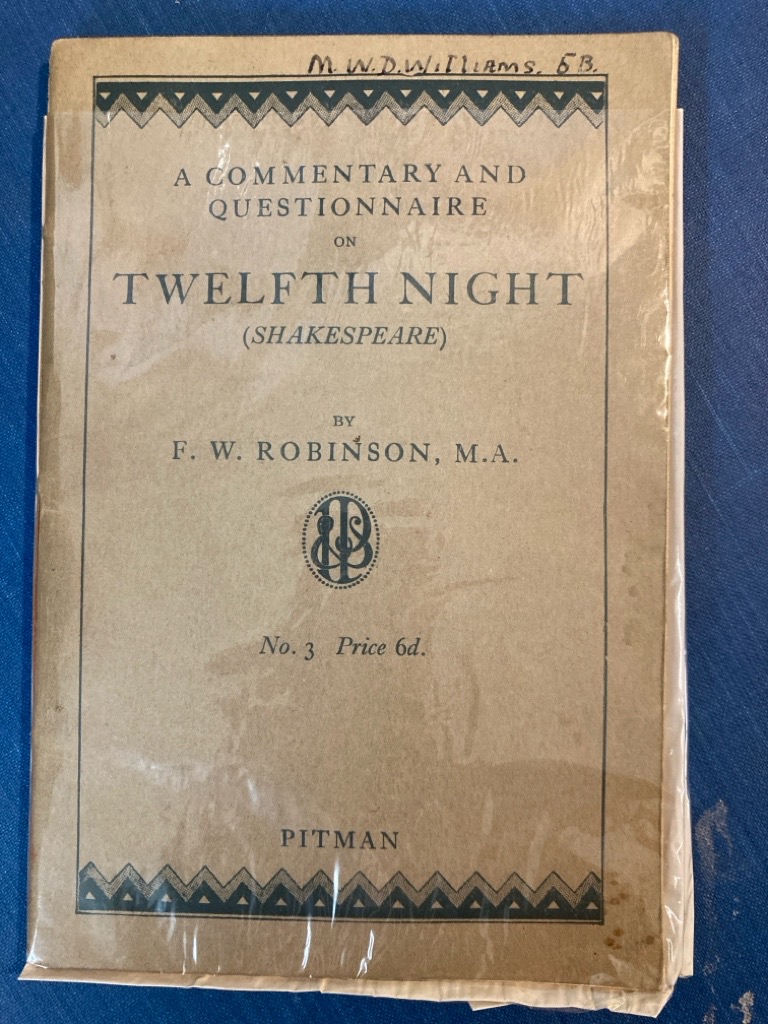 M. W. D. Williams. 5B.
A COMMENTARY AND
QUESTIONNAIRE
ON
TWELFTH NIGHT
(SHAKESPEARE)
BY
F. W. ROBINSON, M.A.
No. 3 Price 6d.
PITMAN